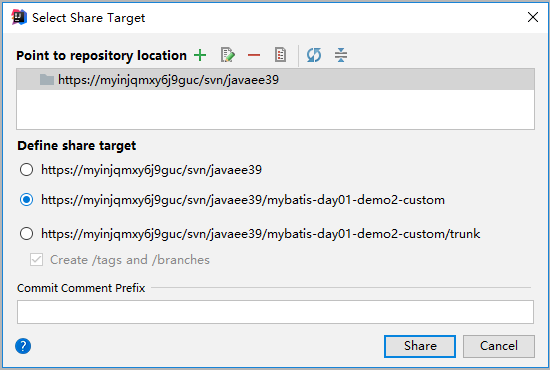 Select Share Target
Point to repository location
https://myinjqmxy6j9guc/svn/javaee39
Define share target
https://myinjqmxy6j9guc/svn/javaee39
https://myinjqmxy6j9guc/svn/javaee39/mybatis-day01-demo2-custom
https://myinjqmxy6j9guc/svn/javaee39/mybatis-day01-demo2-custom/trunk
Create /tags and /branches
Commit Comment Prefix
? Share Cancel